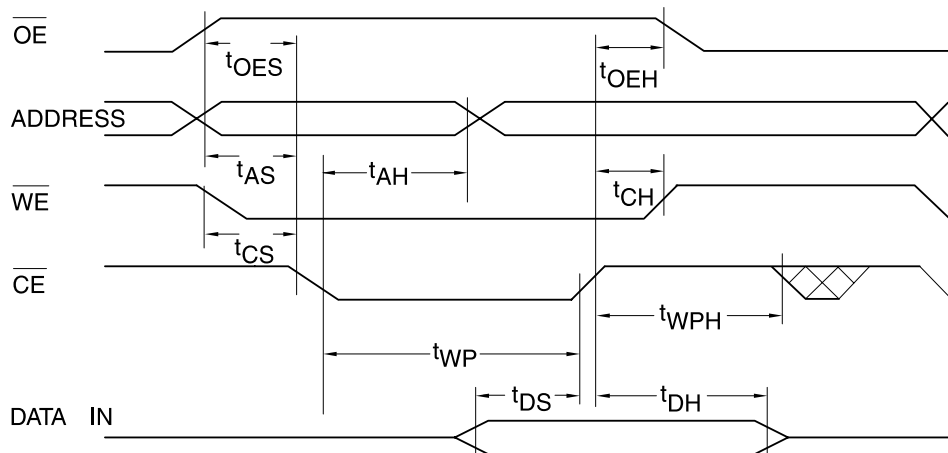 OE
tOES
tOEH
ADDRESS
tAS
tAH
WE
tCH
tCS
CE
tWPH
tWP
tDS
tDH
DATA IN